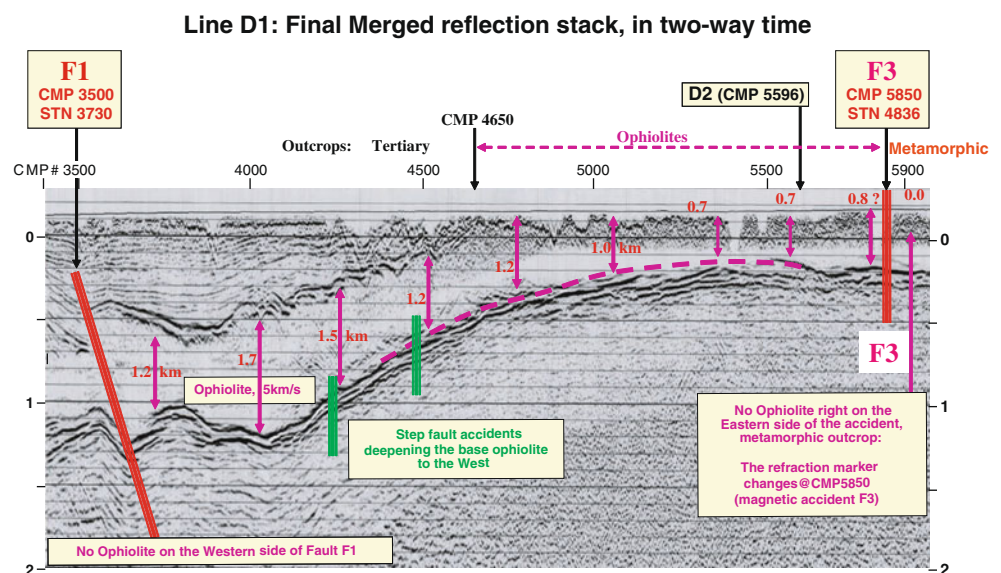 Line D1: Final Merged reflection stack, in two-way time
F1
CMP 3500
STN 3730
F3
CMP 5850
STN 4836
D2 (CMP 5596)
CMP 4650
Outcrops: Tertiary
Ophiolites
Metamorphic
CMP# 3500 4000 4500 5000 5500 5900
0.7 0.7 0.8 ? 0.0
0 0
1.0 km
1.2
1.2
1.5 km
1.7
1.2 km
F3
Ophiolite, 5km/s
1 1
Step fault accidents
deepening the base ophiolite
to the West
No Ophiolite right on the
Eastern side of the accident,
metamorphic outcrop:
The refraction marker
changes@CMP5850
(magnetic accident F3)
No Ophiolite on the Western side of Fault F1
2 2